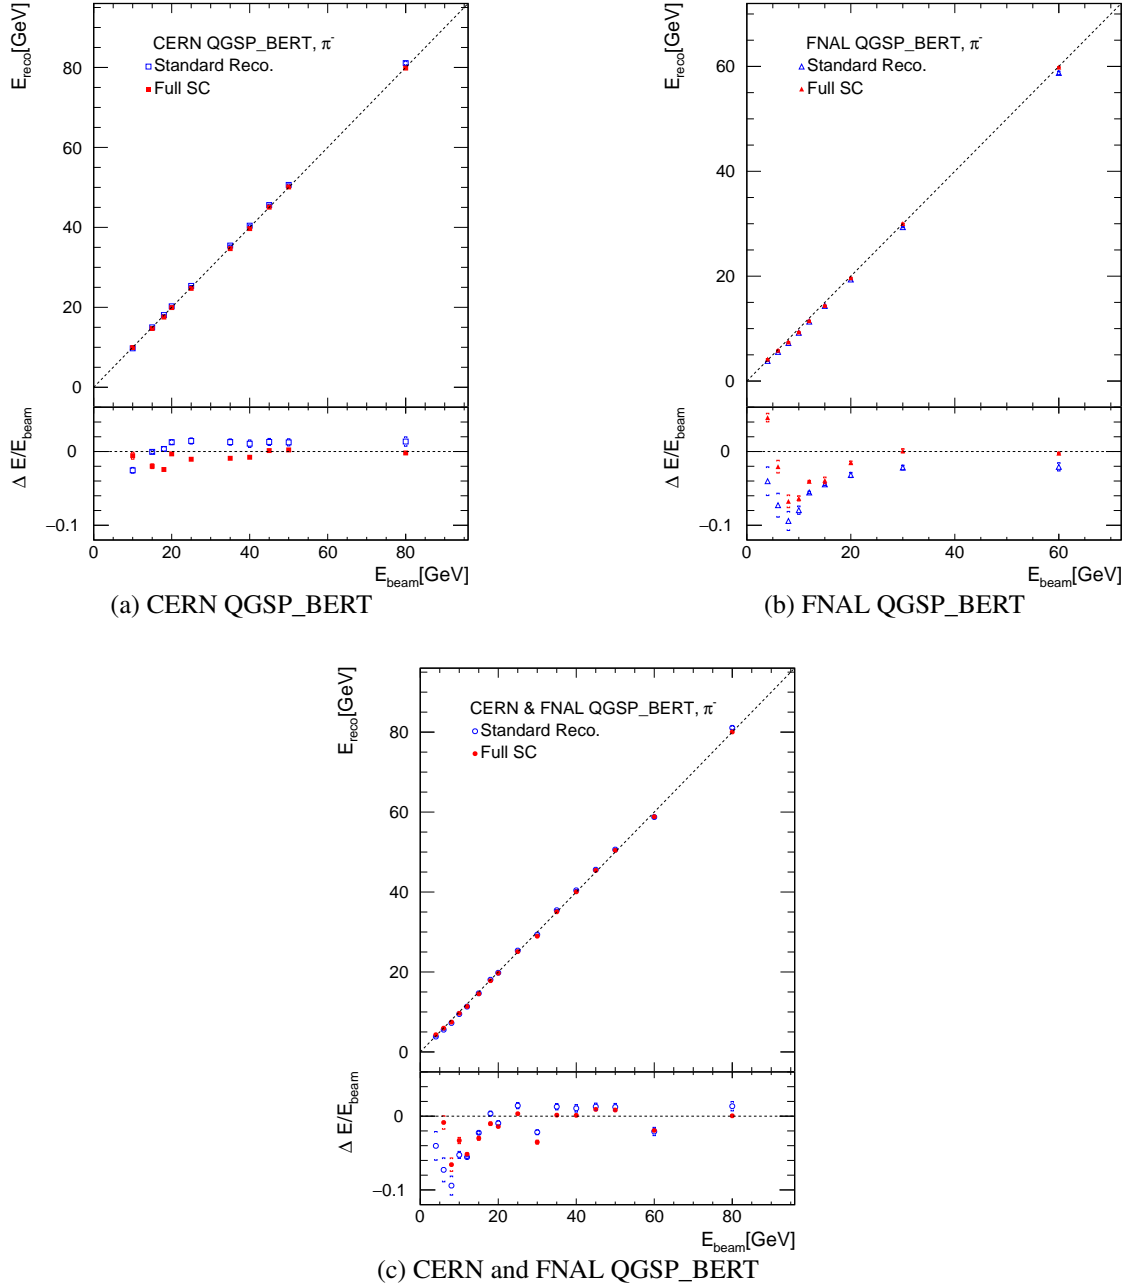 CERN QGSP_BERT, π-
Standard Reco.
Full SC
E_reco[GeV]
80
60
40
20
0
Δ E/E_beam
0
−0.1
0 20 40 60 80
E_beam[GeV]
(a) CERN QGSP_BERT
FNAL QGSP_BERT, π-
Standard Reco.
Full SC
E_reco[GeV]
60
40
20
0
Δ E/E_beam
0
−0.1
0 20 40 60
E_beam[GeV]
(b) FNAL QGSP_BERT
CERN & FNAL QGSP_BERT, π-
Standard Reco.
Full SC
E_reco[GeV]
80
60
40
20
0
Δ E/E_beam
0
−0.1
0 20 40 60 80
E_beam[GeV]
(c) CERN and FNAL QGSP_BERT